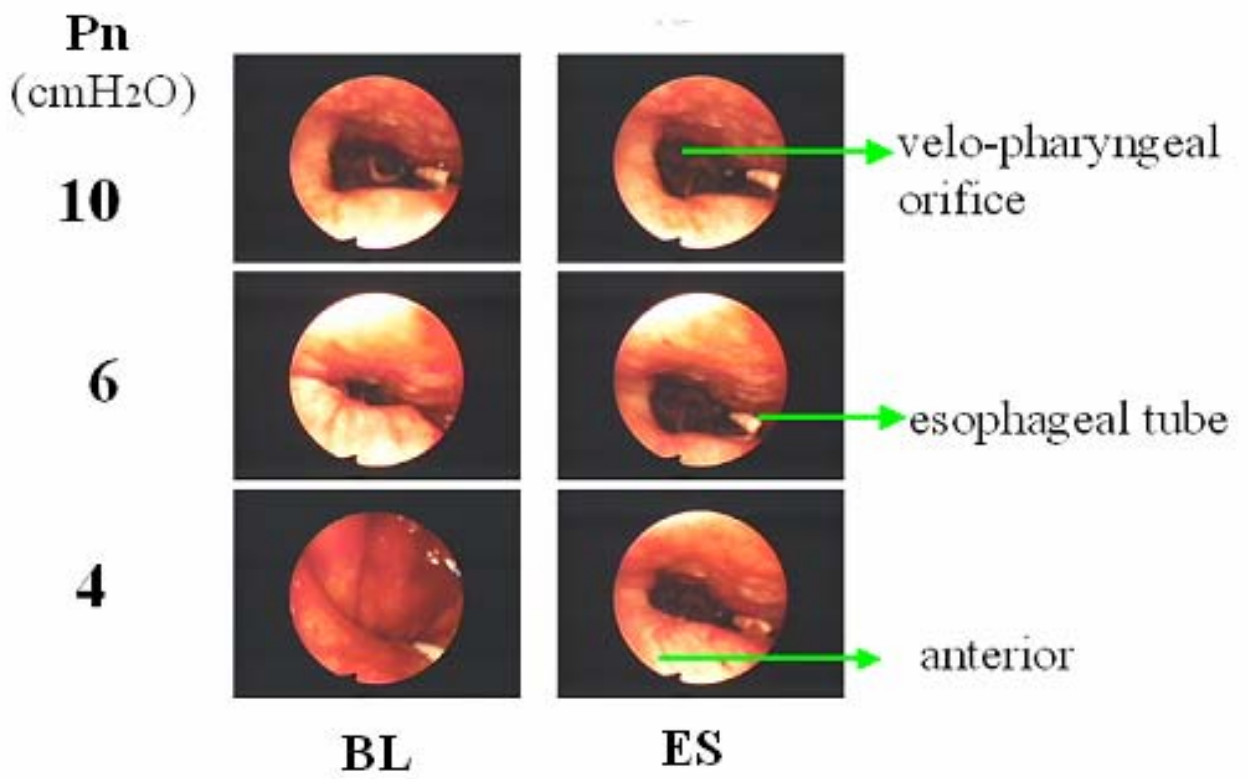 Pn
(cmH2O)
10
velo-pharyngeal
orifice
6
esophageal tube
4
anterior
BL
ES